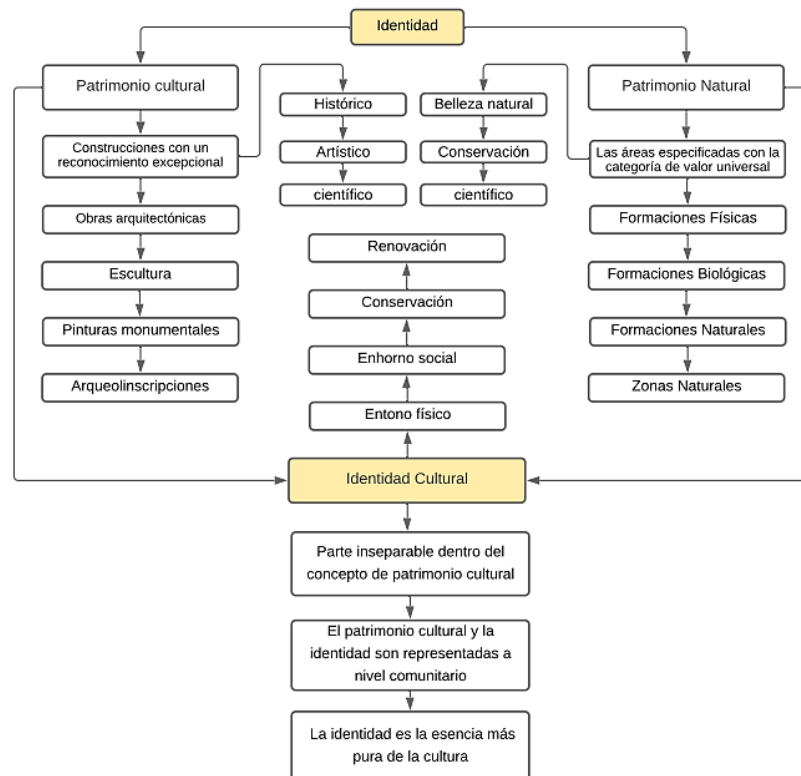 Identidad
Patrimonio cultural
Patrimonio Natural
Histórico
Belleza natural
Construcciones con un
reconocimiento excepcional
Artístico
Conservación
Las áreas especificadas con la
categoría de valor universal
científico
científico
Obras arquitectónicas
Formaciones Físicas
Renovación
Escultura
Formaciones Biológicas
Conservación
Pinturas monumentales
Formaciones Naturales
Enhorno social
Arqueolinscripciones
Zonas Naturales
Entono físico
Identidad Cultural
Parte inseparable dentro del
concepto de patrimonio cultural
El patrimonio cultural y la
identidad son representadas a
nivel comunitario
La identidad es la esencia más
pura de la cultura